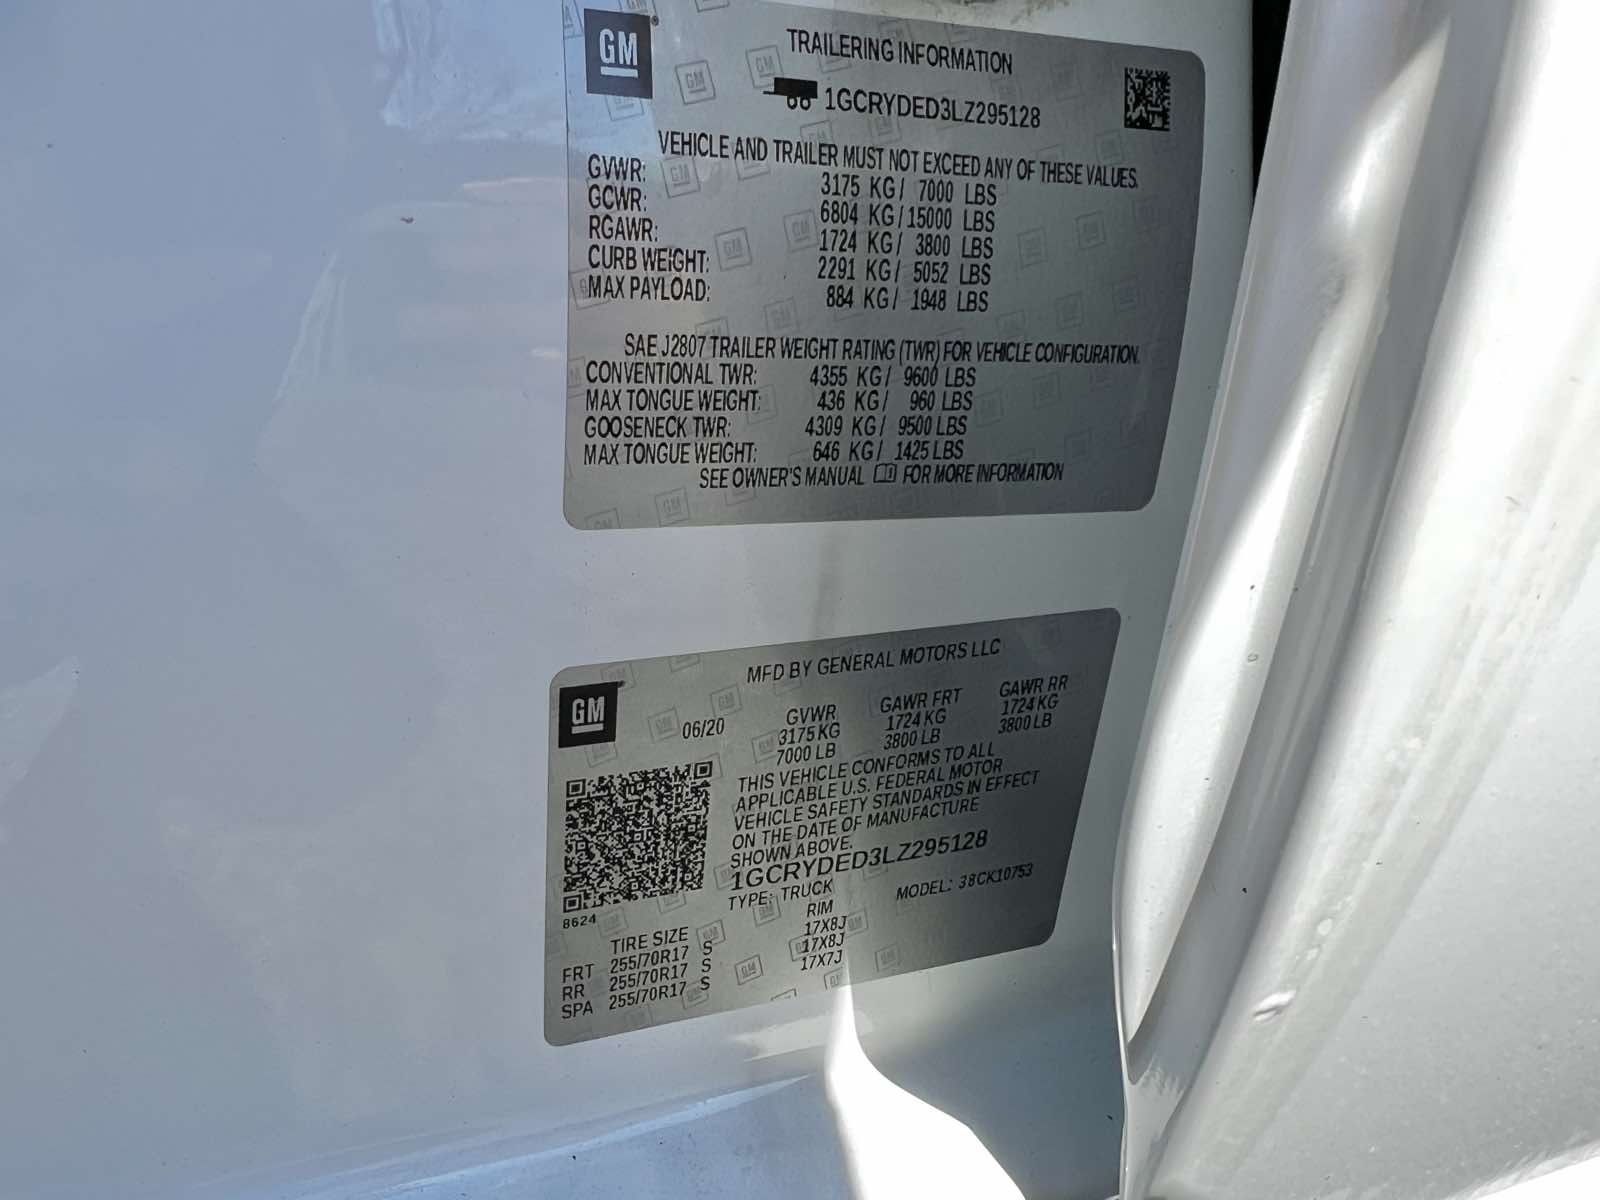 GM
TRAILERING INFORMATION
1GCRYDED3LZ295128
VEHICLE AND TRAILER MUST NOT EXCEED ANY OF THESE VALUES.
GVWR: 3175 KG/ 7000 LBS
GCWR: 6804 KG/15000 LBS
RGAWR: 1724 KG/ 3800 LBS
CURB WEIGHT: 2291 KG/ 5052 LBS
MAX PAYLOAD: 884 KG/ 1948 LBS
SAE J2807 TRAILER WEIGHT RATING (TWR) FOR VEHICLE CONFIGURATION.
CONVENTIONAL TWR: 4355 KG/ 9600 LBS
MAX TONGUE WEIGHT: 436 KG/ 960 LBS
GOOSENECK TWR: 4309 KG/ 9500 LBS
MAX TONGUE WEIGHT: 646 KG/ 1425 LBS
SEE OWNER'S MANUAL FOR MORE INFORMATION
GM
MFD BY GENERAL MOTORS LLC
06/20 GVWR GAWR FRT GAWR RR
3175KG 1724KG 1724KG
7000 LB 3800 LB 3800 LB
THIS VEHICLE CONFORMS TO ALL
APPLICABLE U.S. FEDERAL MOTOR
VEHICLE SAFETY STANDARDS IN EFFECT
ON THE DATE OF MANUFACTURE
SHOWN ABOVE.
1GCRYDED3LZ295128
TYPE: TRUCK MODEL: 38CK10753
8624
TIRE SIZE RIM
FRT 255/70R17 S 17X8J
RR 255/70R17 S 17X8J
SPA 255/70R17 S 17X7J